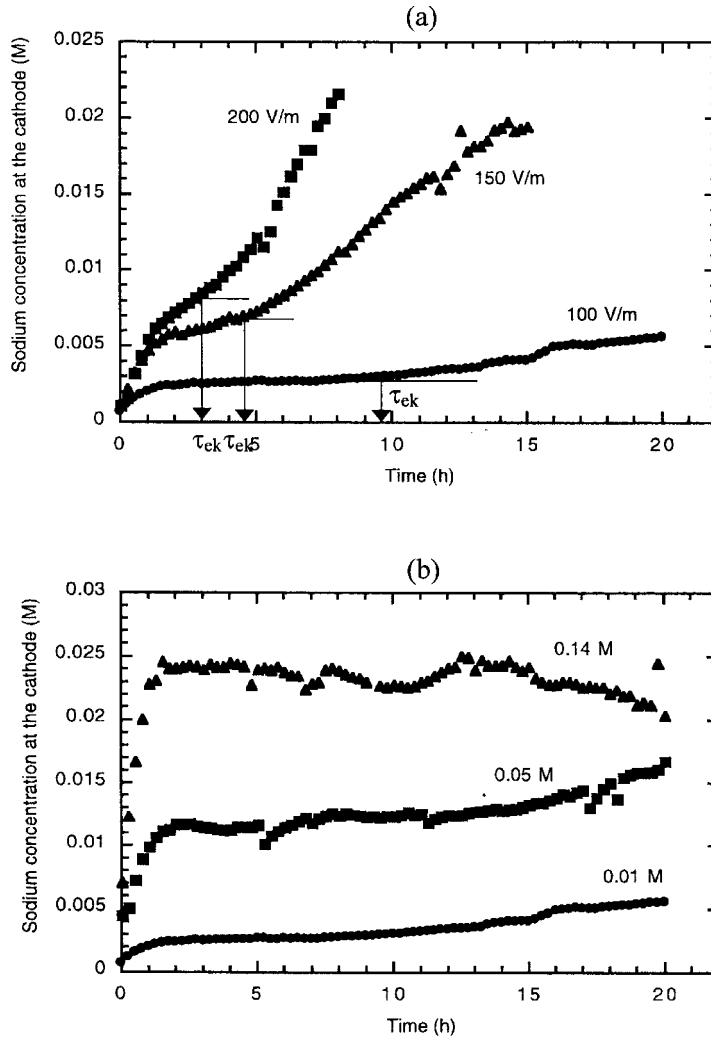 (a)
Sodium concentration at the cathode (M)
0.025
0.02
0.015
0.01
0.005
0
200 V/m
150 V/m
100 V/m
τek
0 τek τek 5 10 15 20
Time (h)
(b)
Sodium concentration at the cathode (M)
0.03
0.025
0.02
0.015
0.01
0.005
0
0.14 M
0.05 M
0.01 M
0 5 10 15 20
Time (h)